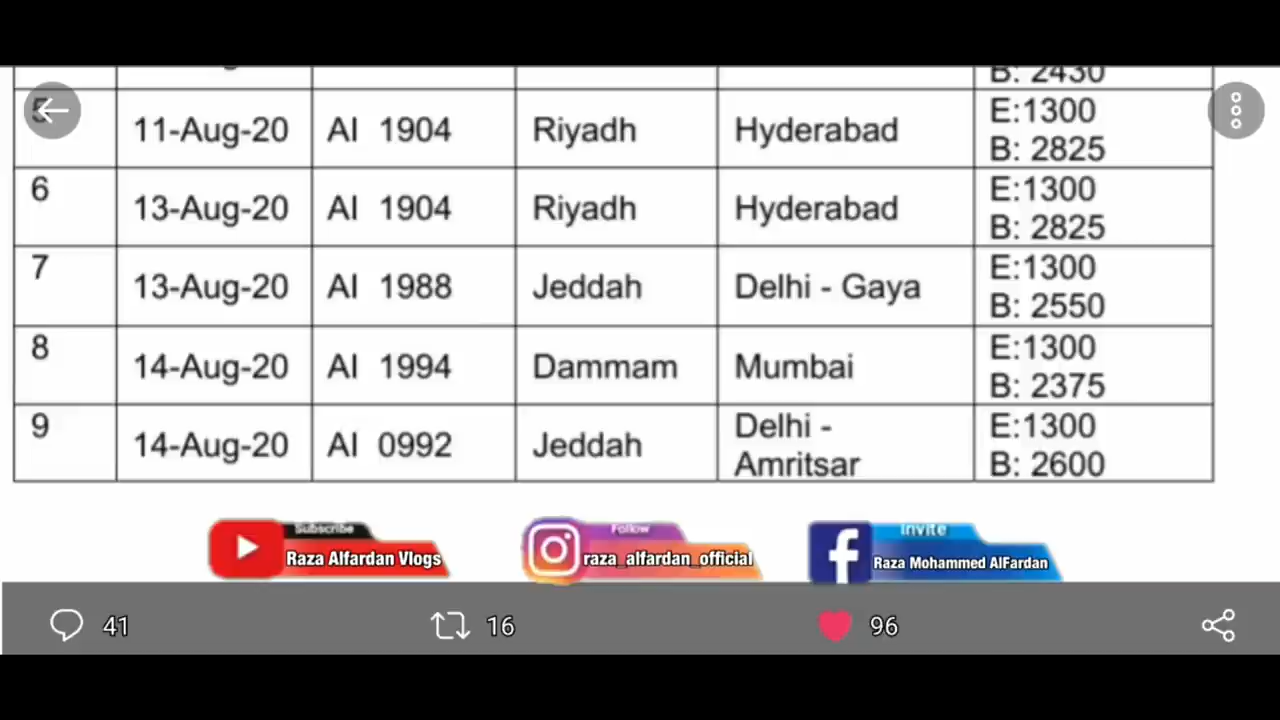 B: 2430
5 11-Aug-20 AI 1904 Riyadh Hyderabad E:1300
B: 2825
6 13-Aug-20 AI 1904 Riyadh Hyderabad E:1300
B: 2825
7 13-Aug-20 AI 1988 Jeddah Delhi - Gaya E:1300
B: 2550
8 14-Aug-20 AI 1994 Dammam Mumbai E:1300
B: 2375
9 14-Aug-20 AI 0992 Jeddah Delhi -
Amritsar E:1300
B: 2600
Subscribe
Raza Alfardan Vlogs
Follow
raza_alfardan_official
Invite
Raza Mohammed AlFardan
41 16 96